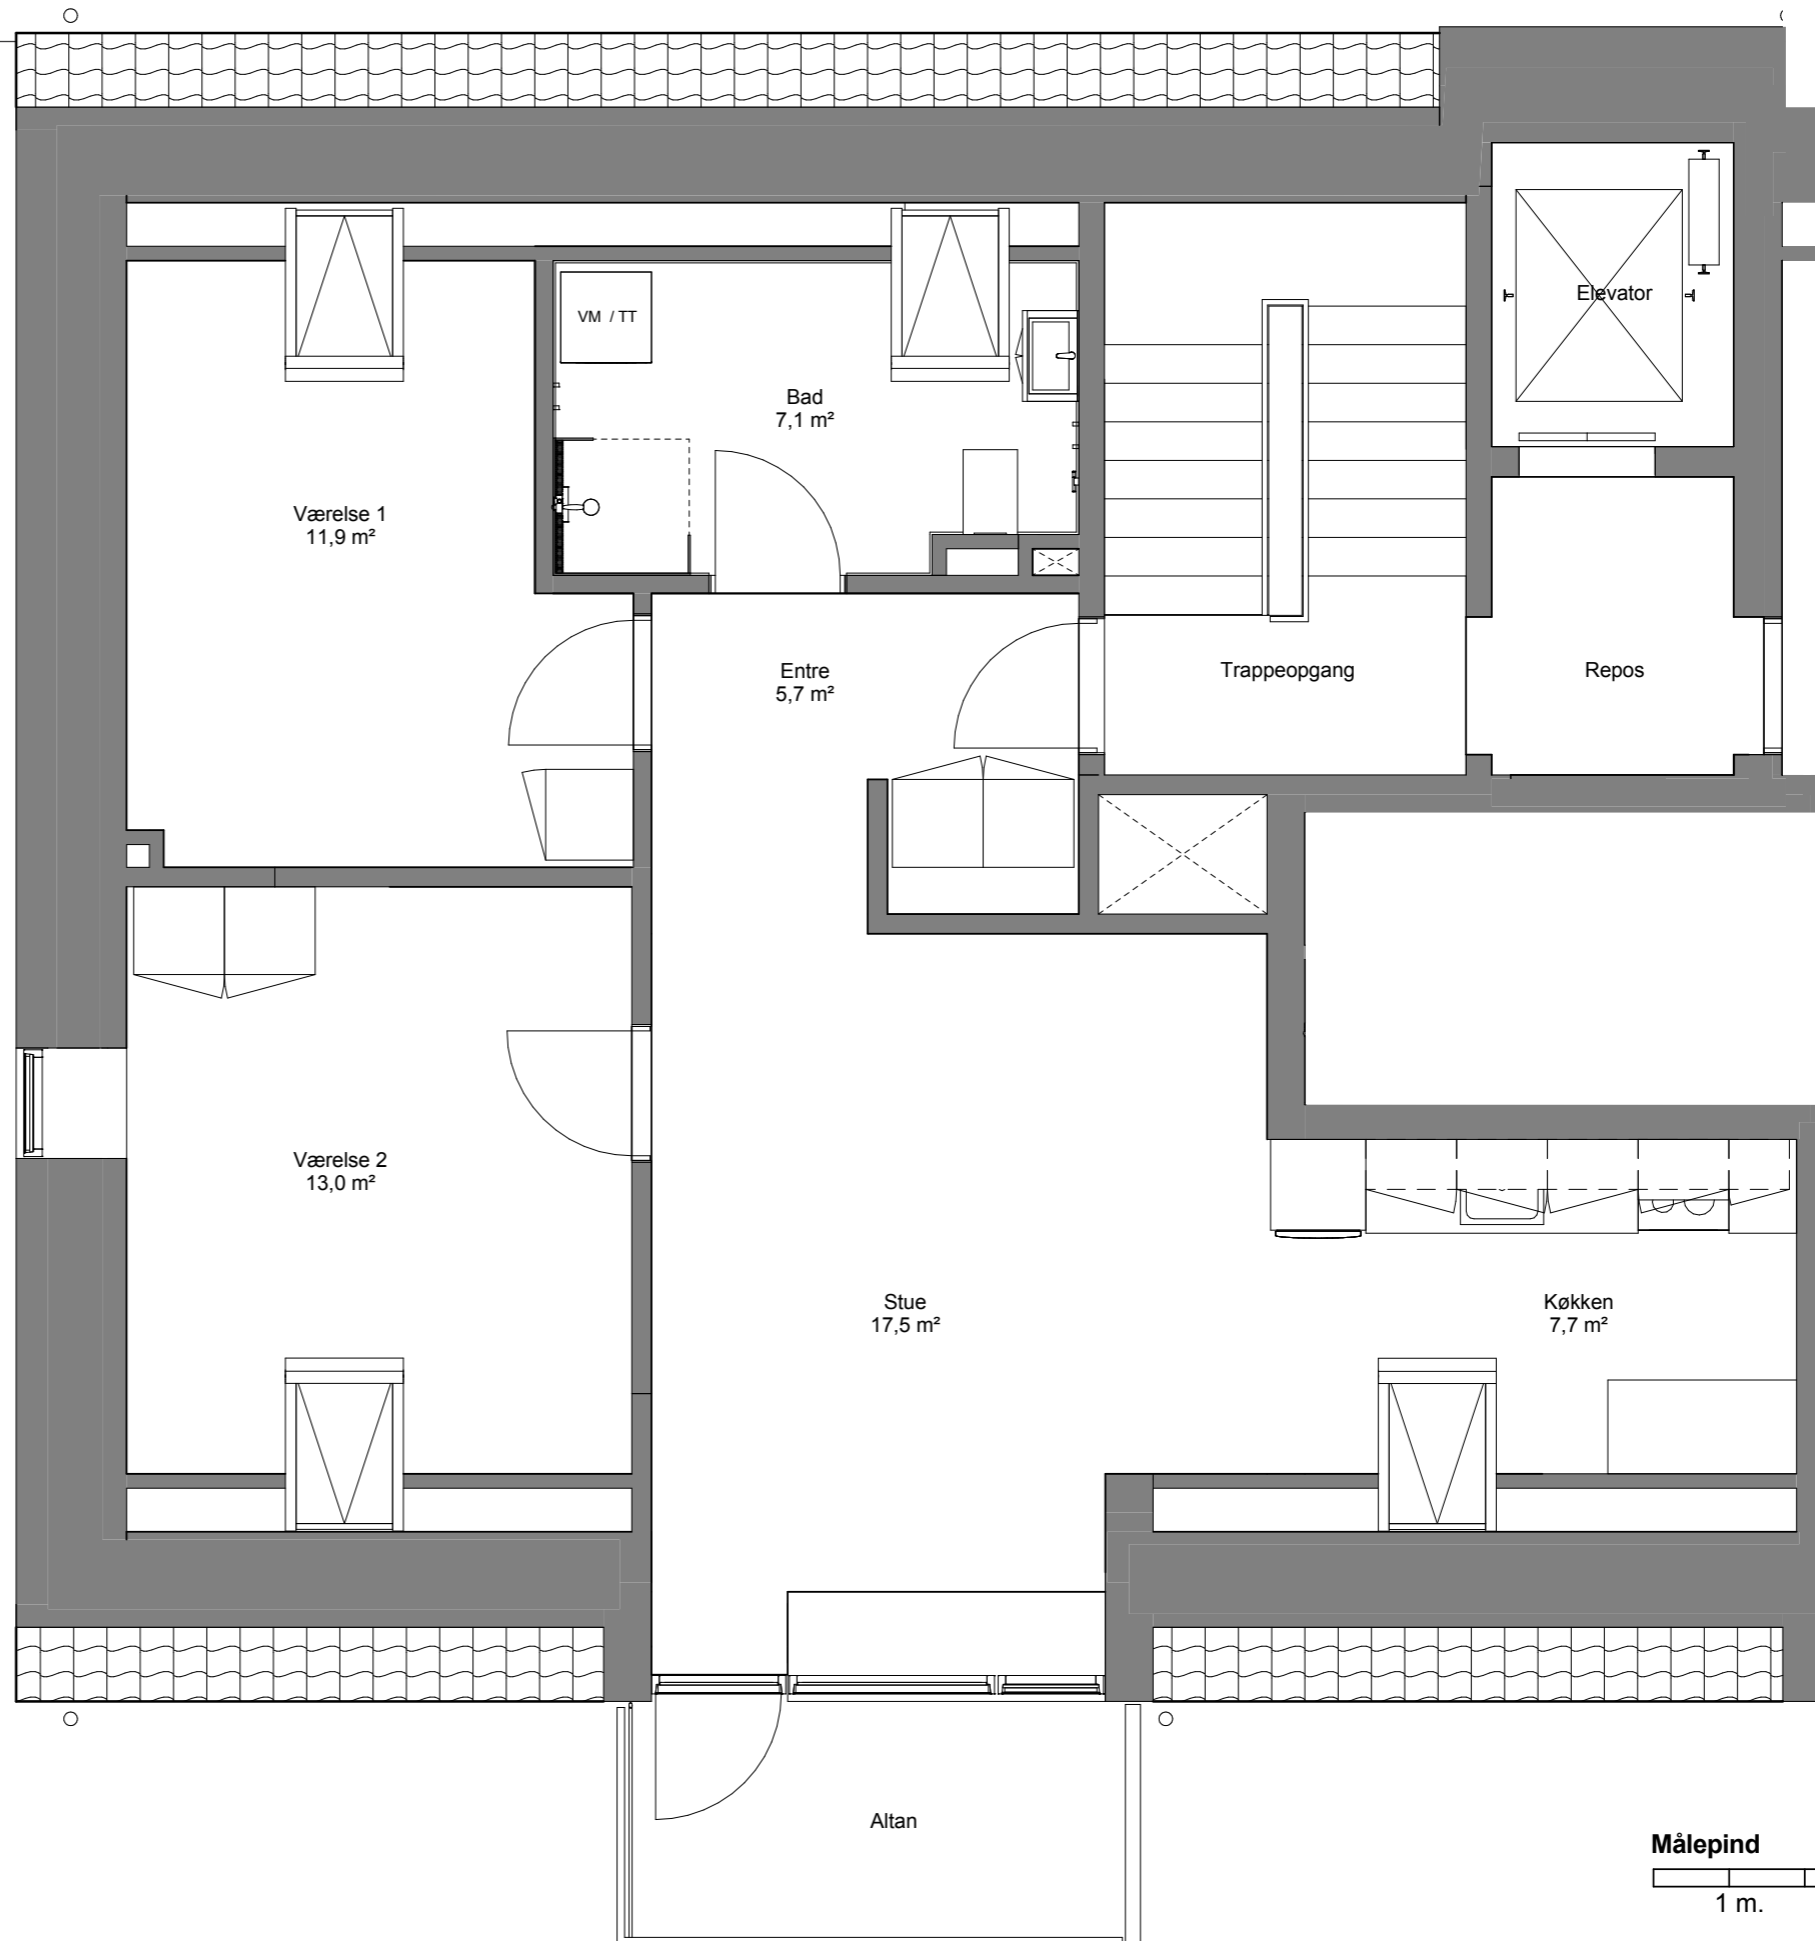 Elevator
VM / TT
Bad
7,1 m²
Værelse 1
11,9 m²
Entre
5,7 m²
Trappeopgang
Repos
Værelse 2
13,0 m²
Stue
17,5 m²
Køkken
7,7 m²
Altan
Målepind
1 m.